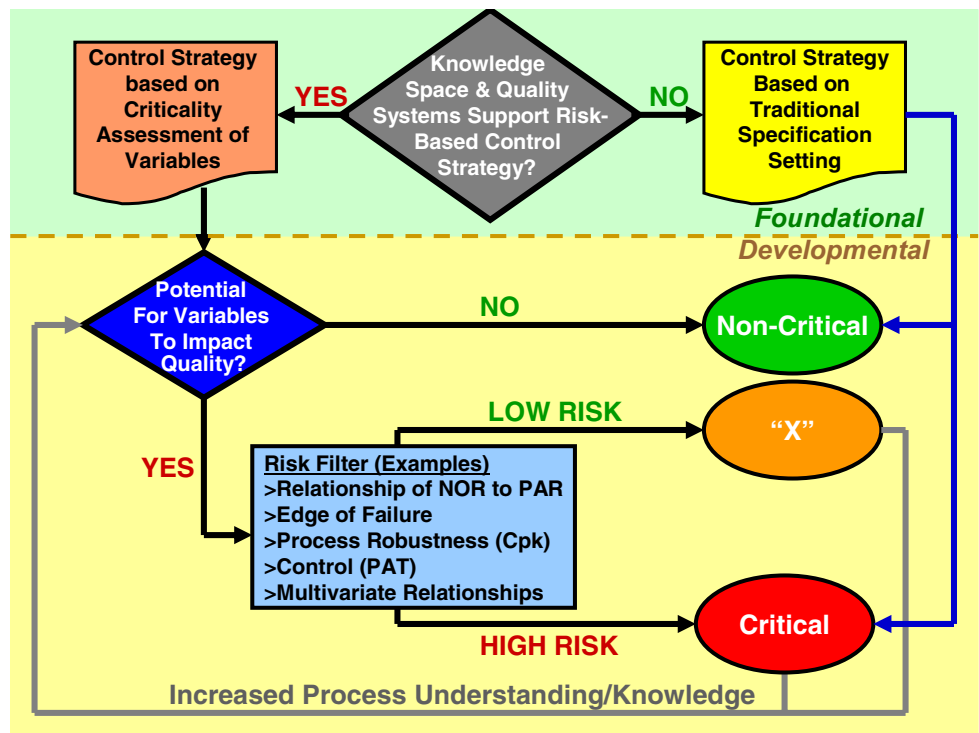 Control Strategy
based on
Criticality
Assessment of
Variables
YES
Knowledge
Space & Quality
Systems Support Risk-
Based Control
Strategy?
NO
Control Strategy
Based on
Traditional
Specification
Setting
Foundational
Developmental
Potential
For Variables
To Impact
Quality?
NO
Non-Critical
LOW RISK
“X”
YES
Risk Filter (Examples)
>Relationship of NOR to PAR
>Edge of Failure
>Process Robustness (Cpk)
>Control (PAT)
>Multivariate Relationships
HIGH RISK
Critical
Increased Process Understanding/Knowledge